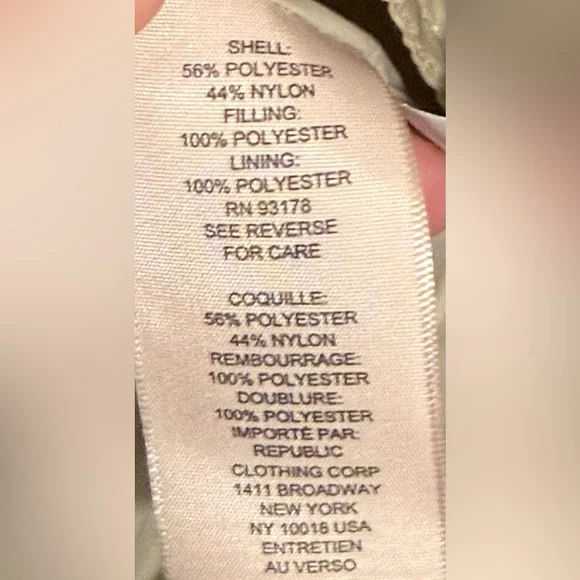 SHELL:
56% POLYESTER
44% NYLON
FILLING:
100% POLYESTER
LINING:
100% POLYESTER
RN 93178
SEE REVERSE
FOR CARE
COQUILLE:
56% POLYESTER
44% NYLON
REMBOURRAGE:
100% POLYESTER
DOUBLURE:
100% POLYESTER
IMPORTÉ PAR:
REPUBLIC
CLOTHING CORP
1411 BROADWAY
NEW YORK
NY 10018 USA
ENTRETIEN
AU VERSO